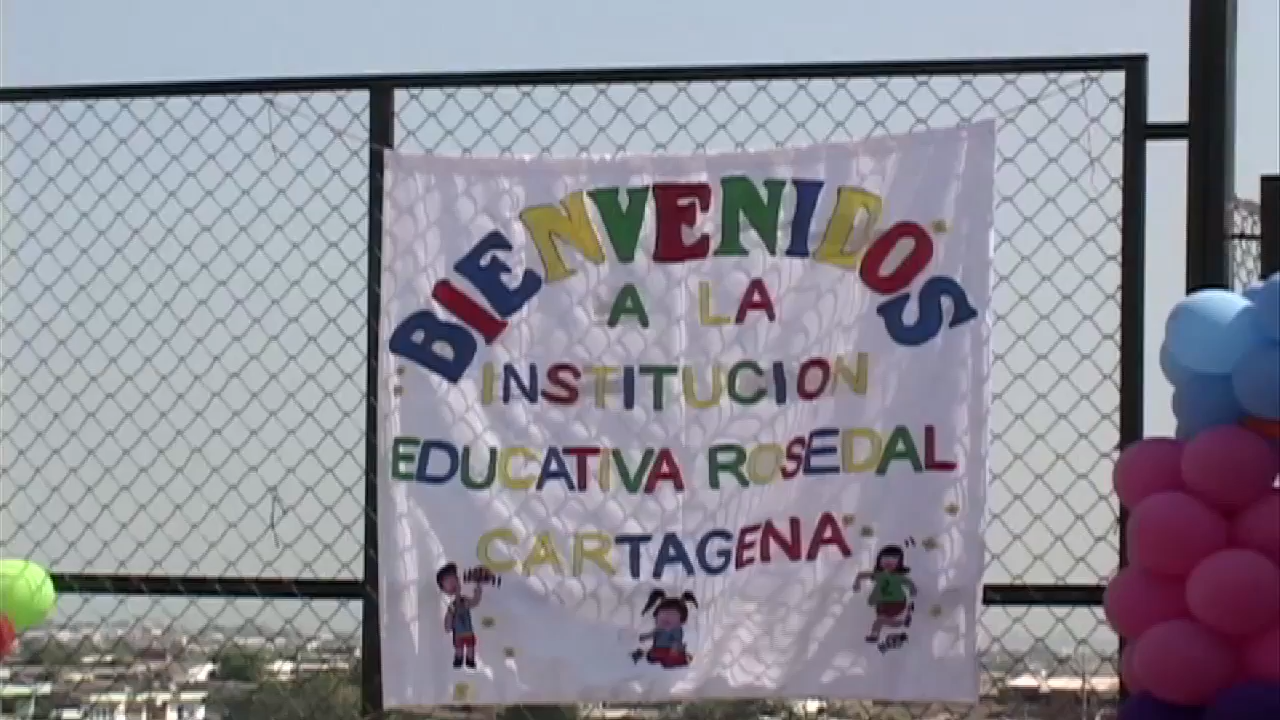 BIENVENIDOS
A LA
INSTITUCION
EDUCATIVA ROSEDAL
CARTAGENA